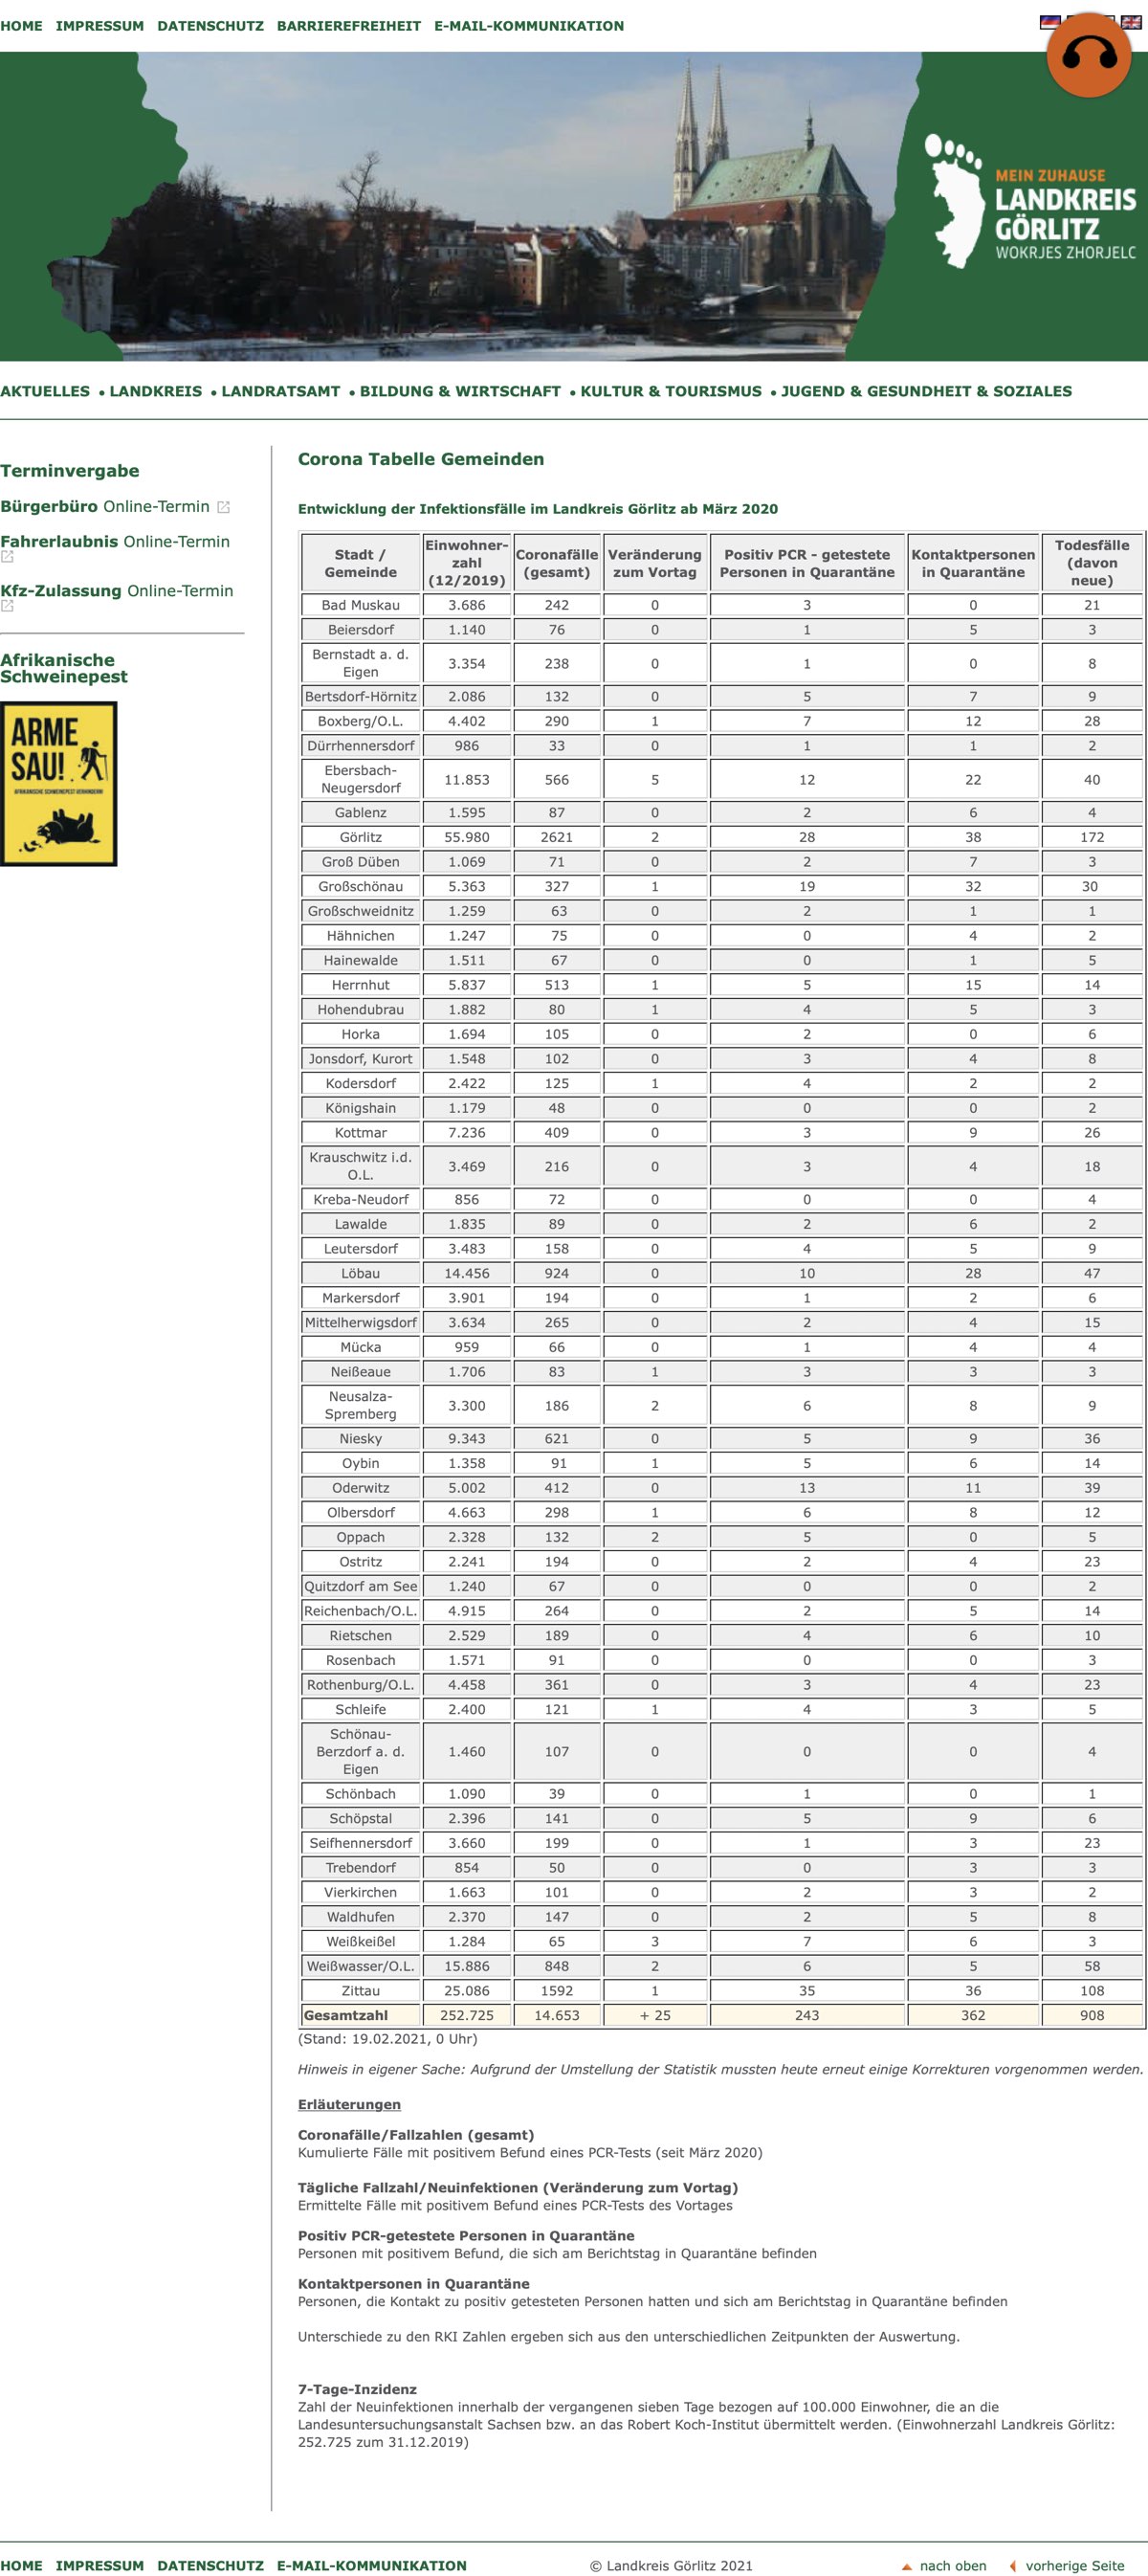 HOME IMPRESSUM DATENSCHUTZ BARRIEREFREIHEIT E-MAIL-KOMMUNIKATION
MEIN ZUHAUSE
LANDKREIS
GÖRLITZ
WOKRJES ZHORJELC
AKTUELLES • LANDKREIS • LANDRATSAMT • BILDUNG & WIRTSCHAFT • KULTUR & TOURISMUS • JUGEND & GESUNDHEIT & SOZIALES
Terminvergabe
Bürgerbüro Online-Termin
Fahrerlaubnis Online-Termin
Kfz-Zulassung Online-Termin
Afrikanische
Schweinepest
ARME
SAU!
AFRIKANISCHE SCHWEINEPEST VERHINDERN!
Corona Tabelle Gemeinden
Entwicklung der Infektionsfälle im Landkreis Görlitz ab März 2020
Stadt / Gemeinde Einwohner-zahl (12/2019) Coronafälle (gesamt) Veränderung zum Vortag Positiv PCR - getestete Personen in Quarantäne Kontaktpersonen in Quarantäne Todesfälle (davon neue)
Bad Muskau 3.686 242 0 3 0 21
Beiersdorf 1.140 76 0 1 5 3
Bernstadt a. d. Eigen 3.354 238 0 1 0 8
Bertsdorf-Hörnitz 2.086 132 0 5 7 9
Boxberg/O.L. 4.402 290 1 7 12 28
Dürrhennersdorf 986 33 0 1 1 2
Ebersbach-Neugersdorf 11.853 566 5 12 22 40
Gablenz 1.595 87 0 2 6 4
Görlitz 55.980 2621 2 28 38 172
Groß Düben 1.069 71 0 2 7 3
Großschönau 5.363 327 1 19 32 30
Großschweidnitz 1.259 63 0 2 1 1
Hähnichen 1.247 75 0 0 4 2
Hainewalde 1.511 67 0 0 1 5
Herrnhut 5.837 513 1 5 15 14
Hohendubrau 1.882 80 1 4 5 3
Horka 1.694 105 0 2 0 6
Jonsdorf, Kurort 1.548 102 0 3 4 8
Kodersdorf 2.422 125 1 4 2 2
Königshain 1.179 48 0 0 0 2
Kottmar 7.236 409 0 3 9 26
Krauschwitz i.d. O.L. 3.469 216 0 3 4 18
Kreba-Neudorf 856 72 0 0 0 4
Lawalde 1.835 89 0 2 6 2
Leutersdorf 3.483 158 0 4 5 9
Löbau 14.456 924 0 10 28 47
Markersdorf 3.901 194 0 1 2 6
Mittelherwigsdorf 3.634 265 0 2 4 15
Mücka 959 66 0 1 4 4
Neißeaue 1.706 83 1 3 3 3
Neusalza-Spremberg 3.300 186 2 6 8 9
Niesky 9.343 621 0 5 9 36
Oybin 1.358 91 1 5 6 14
Oderwitz 5.002 412 0 13 11 39
Olbersdorf 4.663 298 1 6 8 12
Oppach 2.328 132 2 5 0 5
Ostritz 2.241 194 0 2 4 23
Quitzdorf am See 1.240 67 0 0 0 2
Reichenbach/O.L. 4.915 264 0 2 5 14
Rietschen 2.529 189 0 4 6 10
Rosenbach 1.571 91 0 0 0 3
Rothenburg/O.L. 4.458 361 0 3 4 23
Schleife 2.400 121 1 4 3 5
Schönau-Berzdorf a. d. Eigen 1.460 107 0 0 0 4
Schönbach 1.090 39 0 1 0 1
Schöpstal 2.396 141 0 5 9 6
Seifhennersdorf 3.660 199 0 1 3 23
Trebendorf 854 50 0 0 3 3
Vierkirchen 1.663 101 0 2 3 2
Waldhufen 2.370 147 0 2 5 8
Weißkeißel 1.284 65 3 7 6 3
Weißwasser/O.L. 15.886 848 2 6 5 58
Zittau 25.086 1592 1 35 36 108
Gesamtzahl 252.725 14.653 + 25 243 362 908
(Stand: 19.02.2021, 0 Uhr)
Hinweis in eigener Sache: Aufgrund der Umstellung der Statistik mussten heute erneut einige Korrekturen vorgenommen werden.
Erläuterungen
Coronafälle/Fallzahlen (gesamt)
Kumulierte Fälle mit positivem Befund eines PCR-Tests (seit März 2020)
Tägliche Fallzahl/Neuinfektionen (Veränderung zum Vortag)
Ermittelte Fälle mit positivem Befund eines PCR-Tests des Vortages
Positiv PCR-getestete Personen in Quarantäne
Personen mit positivem Befund, die sich am Berichtstag in Quarantäne befinden
Kontaktpersonen in Quarantäne
Personen, die Kontakt zu positiv getesteten Personen hatten und sich am Berichtstag in Quarantäne befinden
Unterschiede zu den RKI Zahlen ergeben sich aus den unterschiedlichen Zeitpunkten der Auswertung.
7-Tage-Inzidenz
Zahl der Neuinfektionen innerhalb der vergangenen sieben Tage bezogen auf 100.000 Einwohner, die an die
Landesuntersuchungsanstalt Sachsen bzw. an das Robert Koch-Institut übermittelt werden. (Einwohnerzahl Landkreis Görlitz:
252.725 zum 31.12.2019)
HOME IMPRESSUM DATENSCHUTZ E-MAIL-KOMMUNIKATION © Landkreis Görlitz 2021 nach oben vorherige Seite